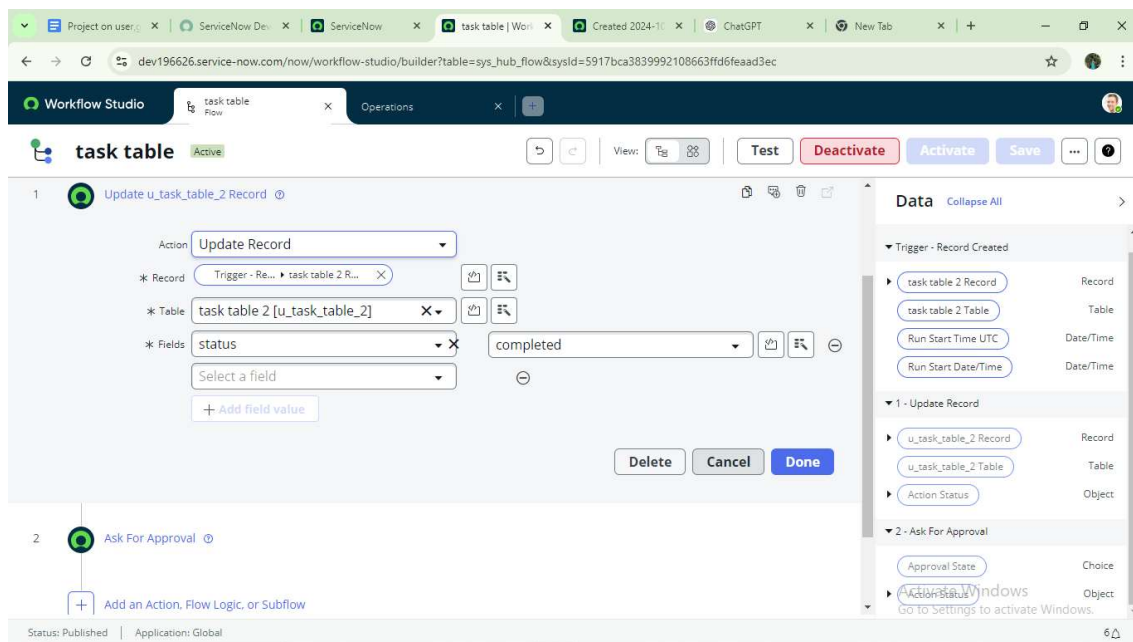 Project on user,g
ServiceNow Dev
ServiceNow
task table | Work
Created 2024-10
ChatGPT
New Tab
dev196626.service-now.com/now/workflow-studio/builder?table=sys_hub_flow&sysId=5917bca3839992108663ffd6feaad3ec
Workflow Studio
task table
Flow
Operations
task table
Active
View:
Test
Deactivate
Activate
Save
1
Update u_task_table_2 Record
Action
Update Record
* Record
Trigger - Re... ▸ task table 2 R...
* Table
task table 2 [u_task_table_2]
* Fields
status
completed
Select a field
+ Add field value
Delete
Cancel
Done
2
Ask For Approval
Add an Action, Flow Logic, or Subflow
Data
Collapse All
Trigger - Record Created
task table 2 Record
Record
task table 2 Table
Table
Run Start Time UTC
Date/Time
Run Start Date/Time
Date/Time
1 - Update Record
u_task_table_2 Record
Record
u_task_table_2 Table
Table
Action Status
Object
2 - Ask For Approval
Approval State
Choice
Action Status
Object
Activate Windows
Go to Settings to activate Windows.
Status: Published
Application: Global
6